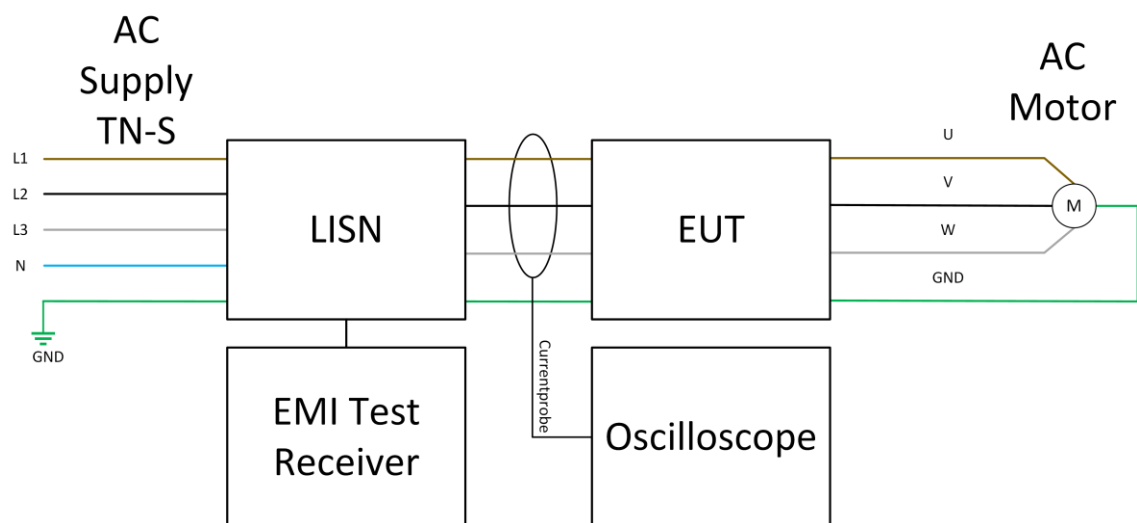 AC
Supply
TN-S
AC
Motor
L1
L2
L3
N
GND
LISN
EUT
U
V
W
GND
M
EMI Test
Receiver
Currentprobe
Oscilloscope